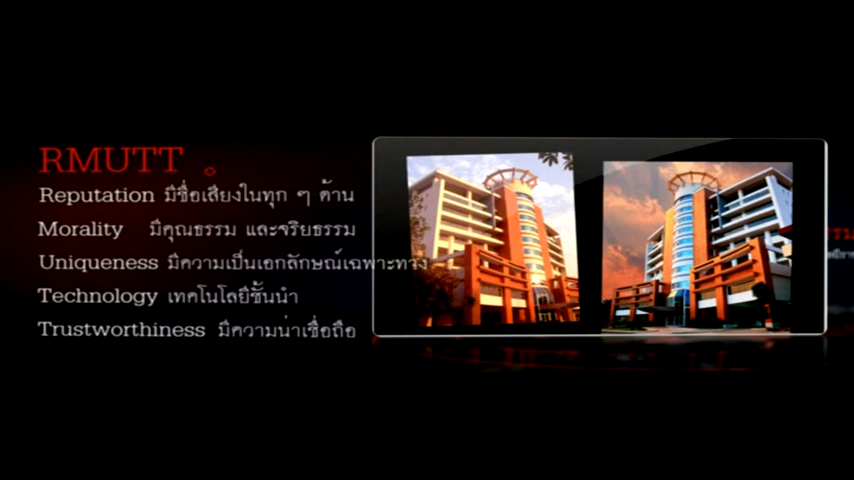 RMUTT
Reputation มีชื่อเสียงในทุก ๆ ด้าน
Morality มีคุณธรรม และจริยธรรม
Uniqueness มีความเป็นเอกลักษณ์เฉพาะทาง
Technology เทคโนโลยีชั้นนำ
Trustworthiness มีความน่าเชื่อถือ